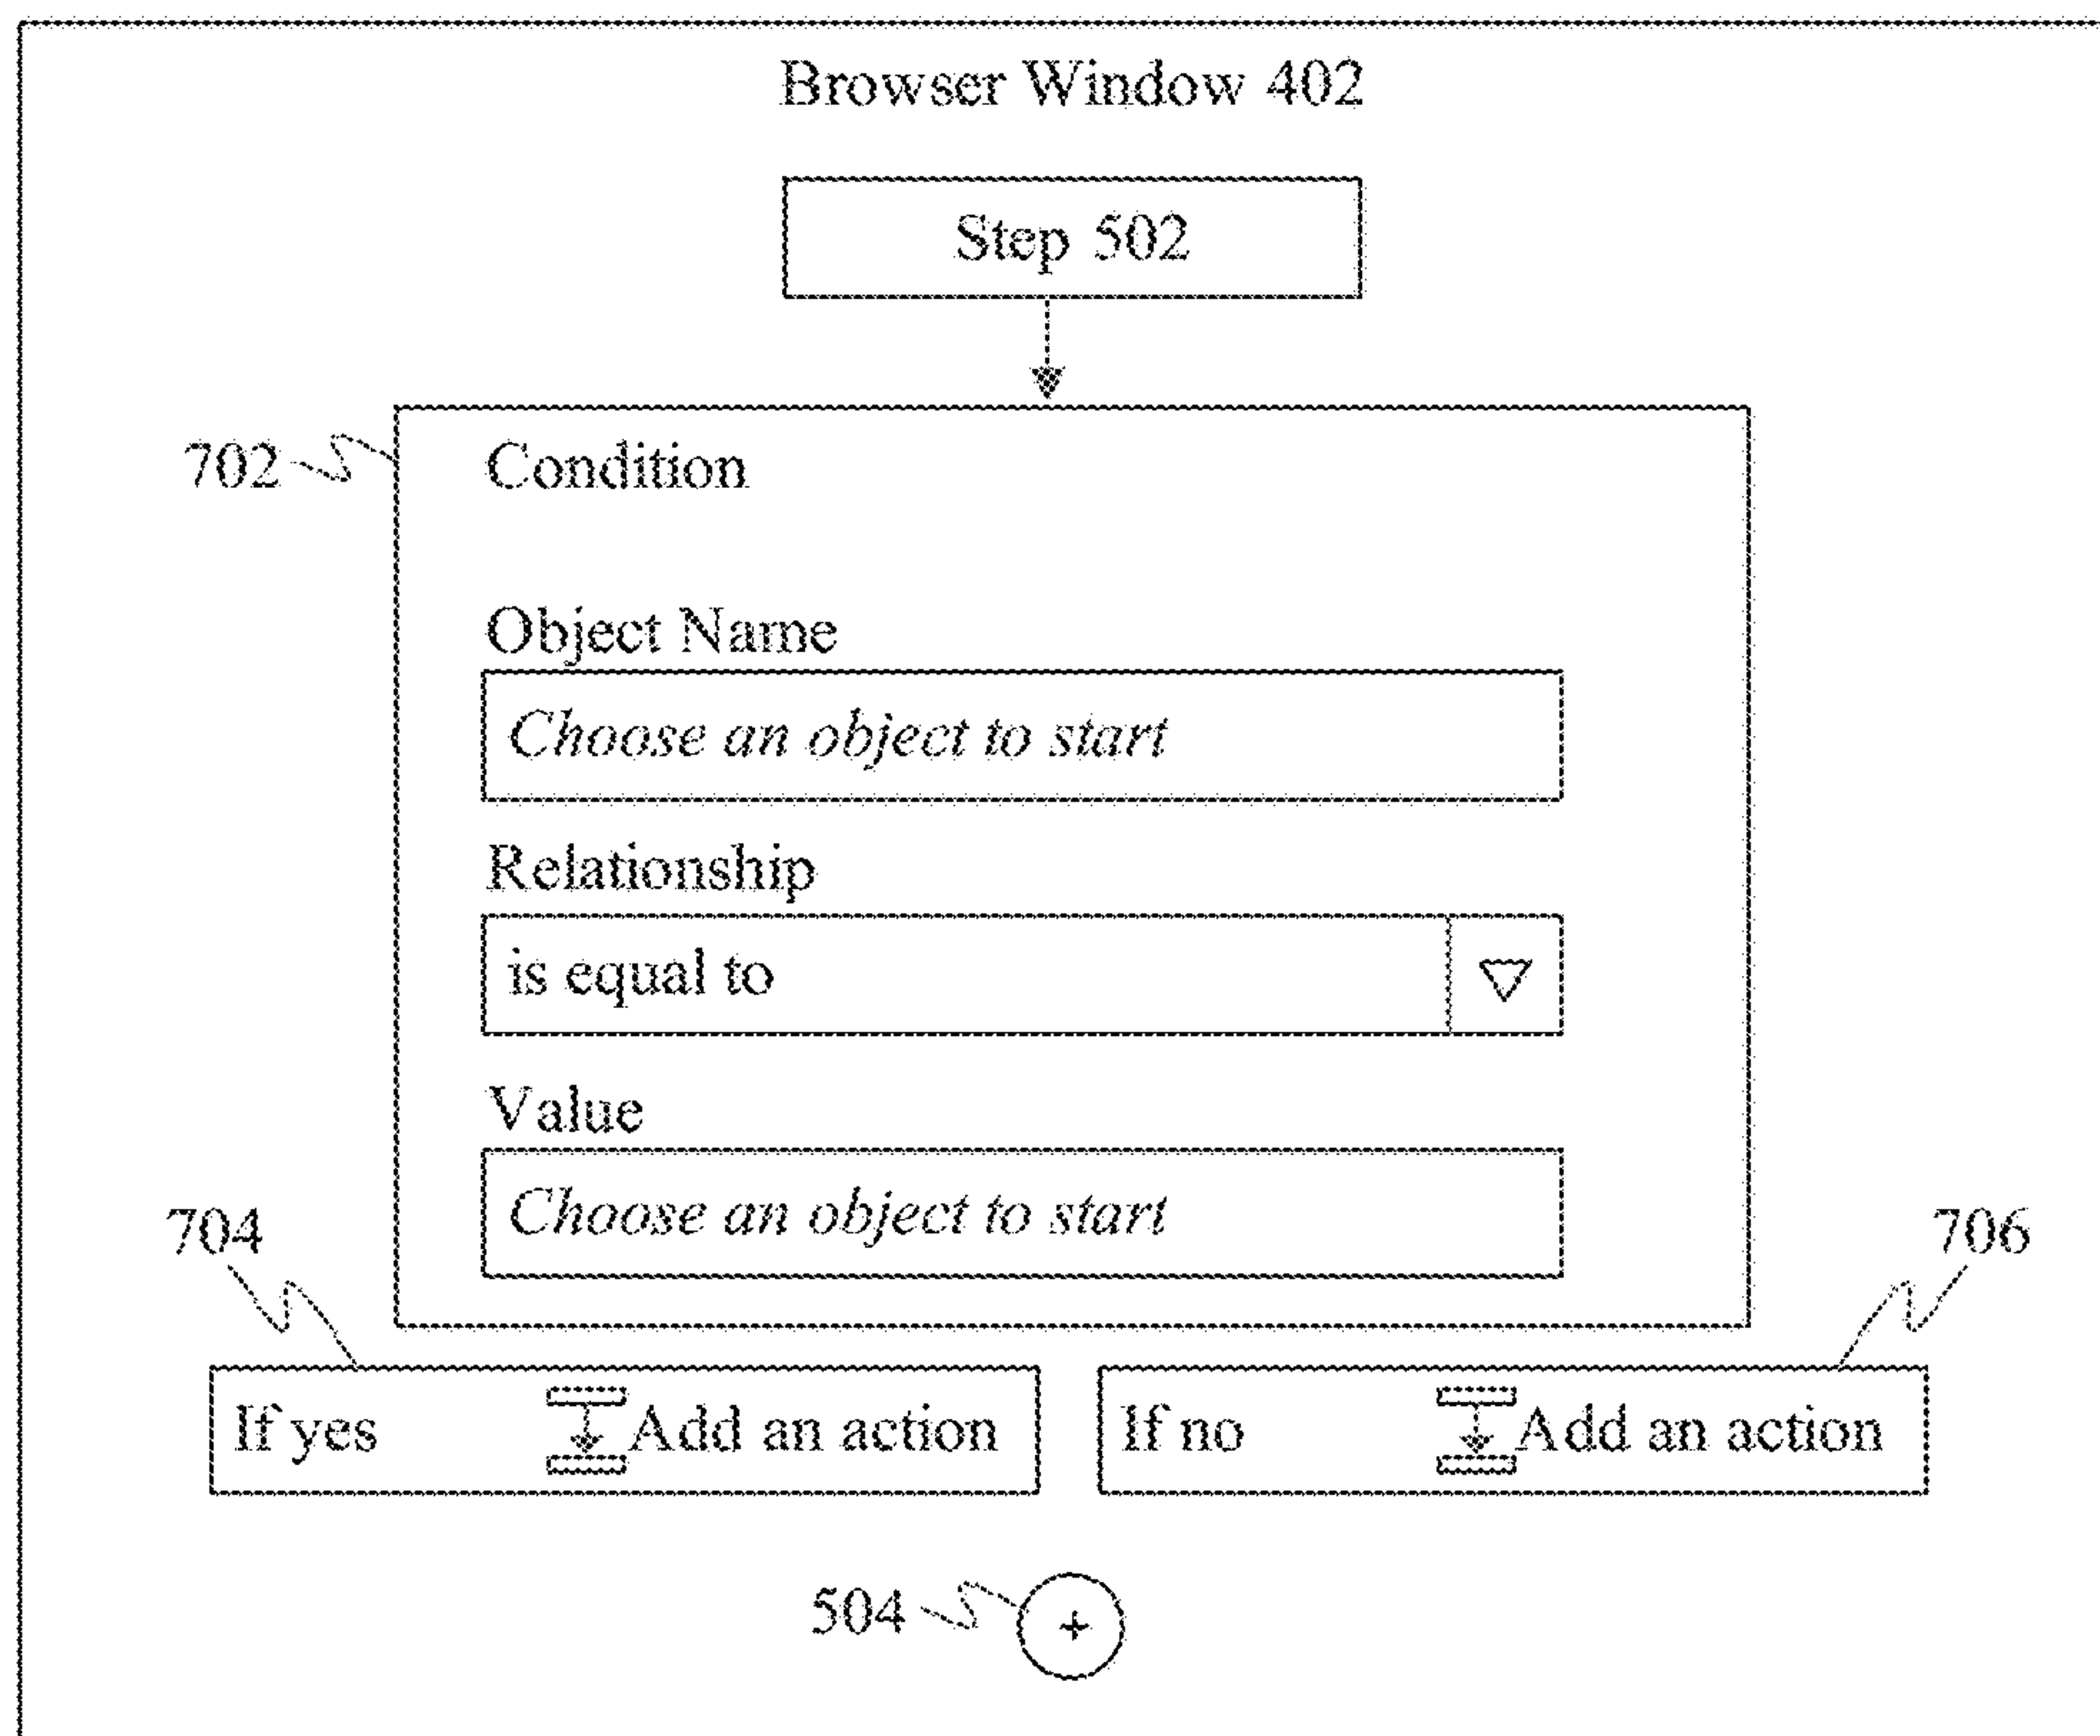 Browser Window 402
Step 502
702
Condition
Object Name
Choose an object to start
Relationship
is equal to
Value
Choose an object to start
704
706
If yes Add an action
If no Add an action
504
+